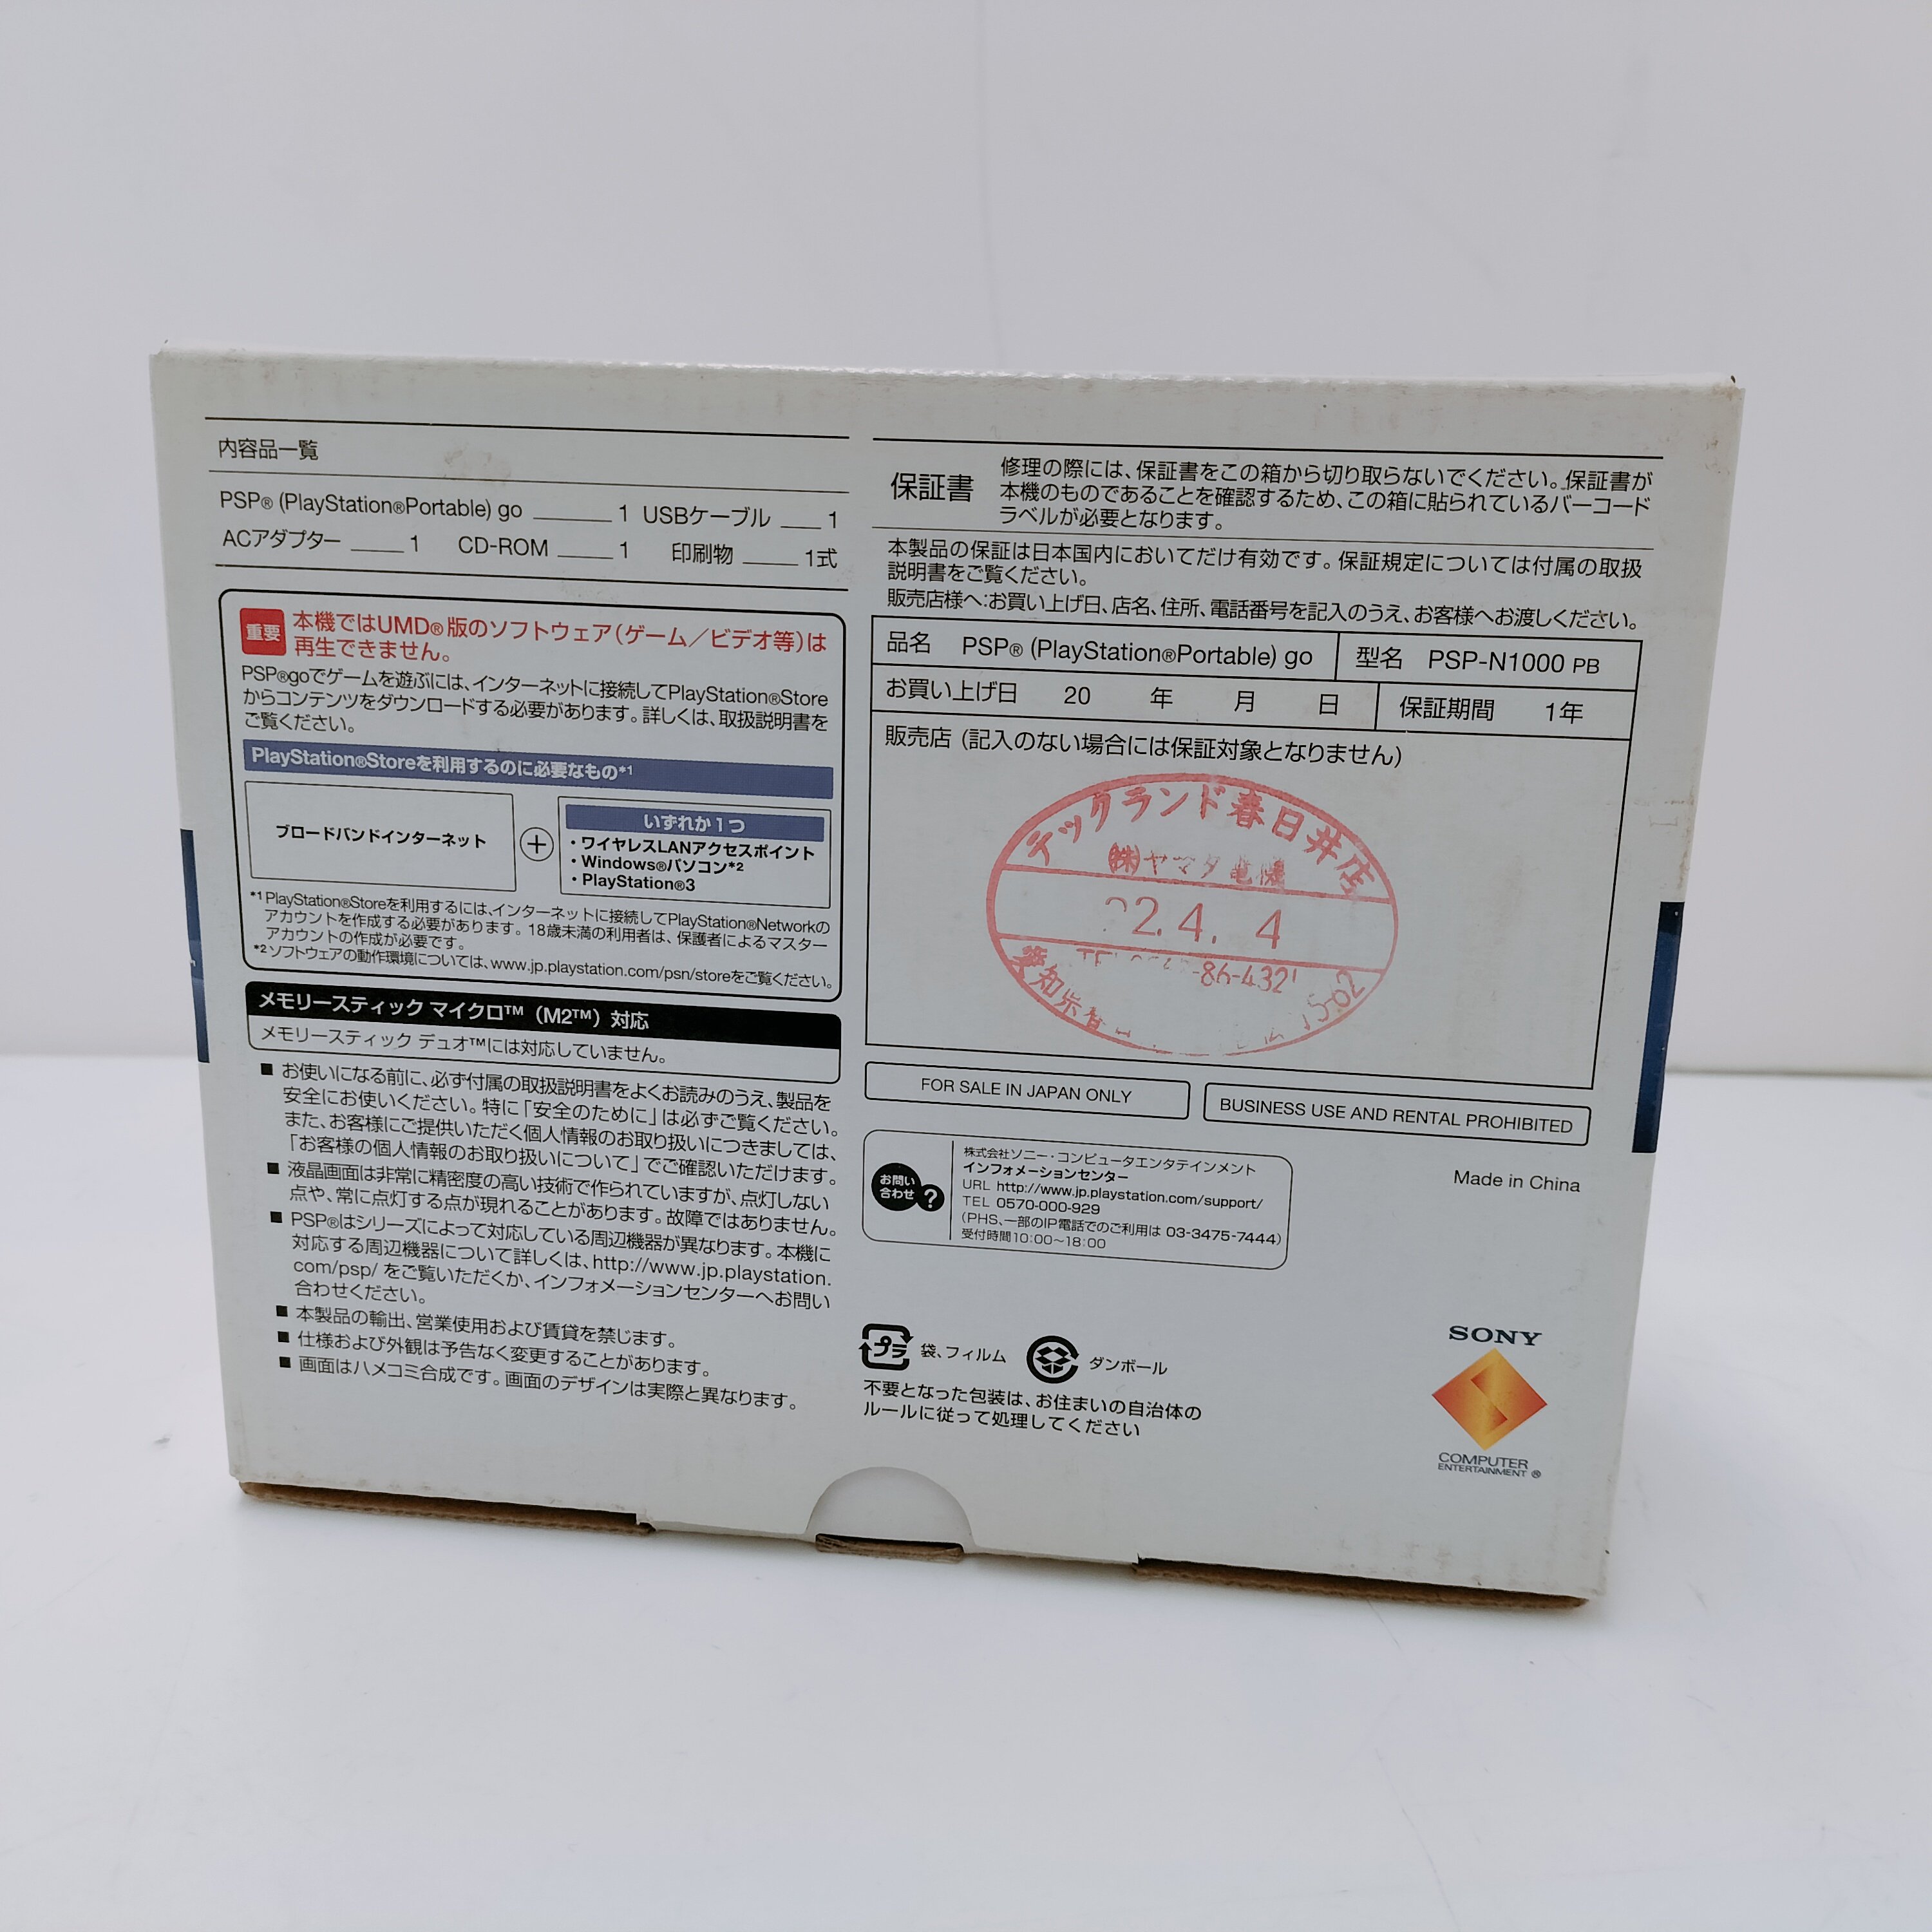 内容品一覧
PSP® (PlayStation®Portable) go ____ 1 USBケーブル ____ 1
ACアダプター ____ 1 CD-ROM ____ 1 印刷物 ____ 1式
重要 本機ではUMD®版のソフトウェア(ゲーム／ビデオ等)は
再生できません。
PSP®goでゲームを遊ぶには、インターネットに接続してPlayStation®Store
からコンテンツをダウンロードする必要があります。詳しくは、取扱説明書を
ご覧ください。
PlayStation®Storeを利用するのに必要なもの*1
ブロードバンドインターネット
+
いずれか1つ
・ワイヤレスLANアクセスポイント
・Windows®パソコン*2
・PlayStation®3
*1 PlayStation®Storeを利用するには、インターネットに接続してPlayStation®Networkの
アカウントを作成する必要があります。18歳未満の利用者は、保護者によるマスター
アカウントの作成が必要です。
*2 ソフトウェアの動作環境については、www.jp.playstation.com/psn/storeをご覧ください。
メモリースティック マイクロ™（M2™）対応
メモリースティック デュオ™には対応していません。
■ お使いになる前に、必ず付属の取扱説明書をよくお読みのうえ、製品を
安全にお使いください。特に「安全のために」は必ずご覧ください。
また、お客様にご提供いただく個人情報のお取り扱いにつきましては、
「お客様の個人情報のお取り扱いについて」でご確認いただけます。
■ 液晶画面は非常に精密度の高い技術で作られていますが、点灯しない
点や、常に点灯する点が現れることがあります。故障ではありません。
■ PSP®はシリーズによって対応している周辺機器が異なります。本機に
対応する周辺機器について詳しくは、http://www.jp.playstation.
com/psp/ をご覧いただくか、インフォメーションセンターへお問い
合わせください。
■ 本製品の輸出、営業使用および賃貸を禁じます。
■ 仕様および外観は予告なく変更することがあります。
■ 画面はハメコミ合成です。画面のデザインは実際と異なります。
保証書
修理の際には、保証書をこの箱から切り取らないでください。保証書が
本機のものであることを確認するため、この箱に貼られているバーコード
ラベルが必要となります。
本製品の保証は日本国内においてだけ有効です。保証規定については付属の取扱
説明書をご覧ください。
販売店様へ:お買い上げ日、店名、住所、電話番号を記入のうえ、お客様へお渡しください。
品名 PSP® (PlayStation®Portable) go 型名 PSP-N1000 PB
お買い上げ日 20 年 月 日 保証期間 1年
販売店 (記入のない場合には保証対象となりません)
テックランド春日井店
㈱ヤマダ電機
22.4.4
-86-4321
愛知県春日
FOR SALE IN JAPAN ONLY
BUSINESS USE AND RENTAL PROHIBITED
お問い
合わせ?
株式会社ソニー・コンピュータエンタテインメント
インフォメーションセンター
URL http://www.jp.playstation.com/support/
TEL 0570-000-929
(PHS、一部のIP電話でのご利用は 03-3475-7444)
受付時間10:00～18:00
Made in China
プラ 袋、フィルム ダンボール
不要となった包装は、お住まいの自治体の
ルールに従って処理してください
SONY
COMPUTER
ENTERTAINMENT ®